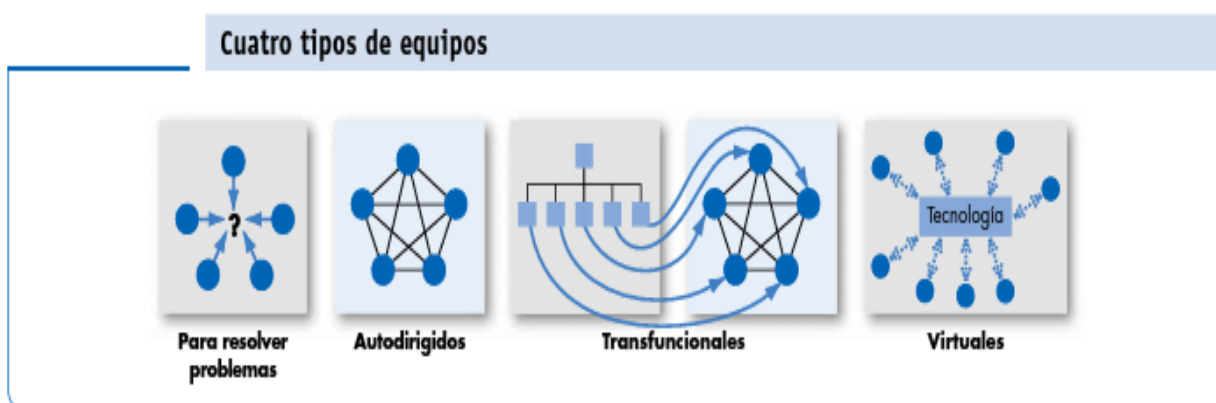 Cuatro tipos de equipos
?
Tecnología
Para resolver
problemas
Autodirigidos
Transfuncionales
Virtuales